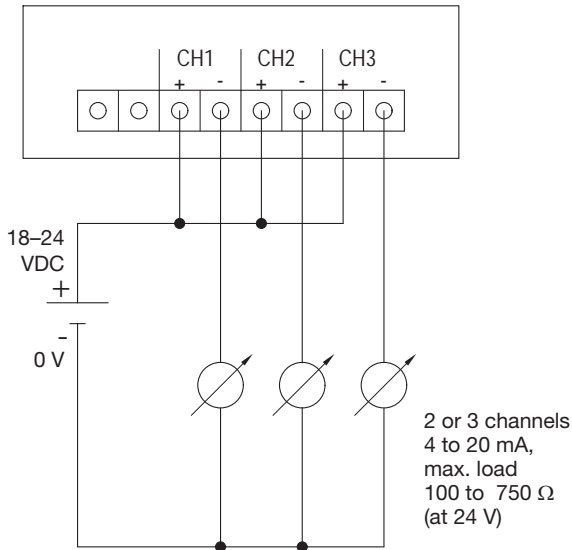 CH1 CH2 CH3
+ - + - + -
18–24
VDC
+
-
0 V
2 or 3 channels
4 to 20 mA,
max. load
100 to 750 Ω
(at 24 V)